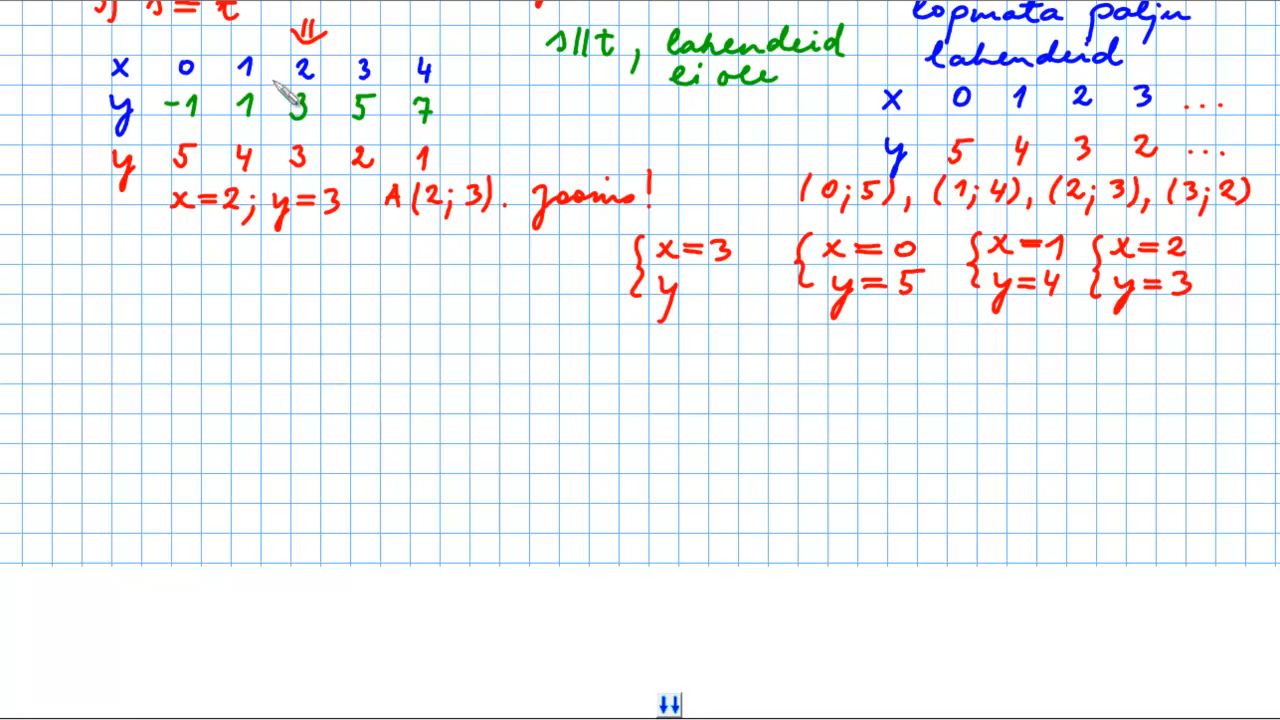 s = t
x 0 1 2 3 4
y -1 1 3 5 7
y 5 4 3 2 1
x=2; y=3 A(2; 3). joonis!
s||t, lahendeid
ei ole
lõpmata palju
lahendeid
x 0 1 2 3 ...
y 5 4 3 2 ...
(0;5), (1;4), (2;3), (3;2)
{ x=3 { x=0 { x=1 { x=2
y y=5 y=4 y=3